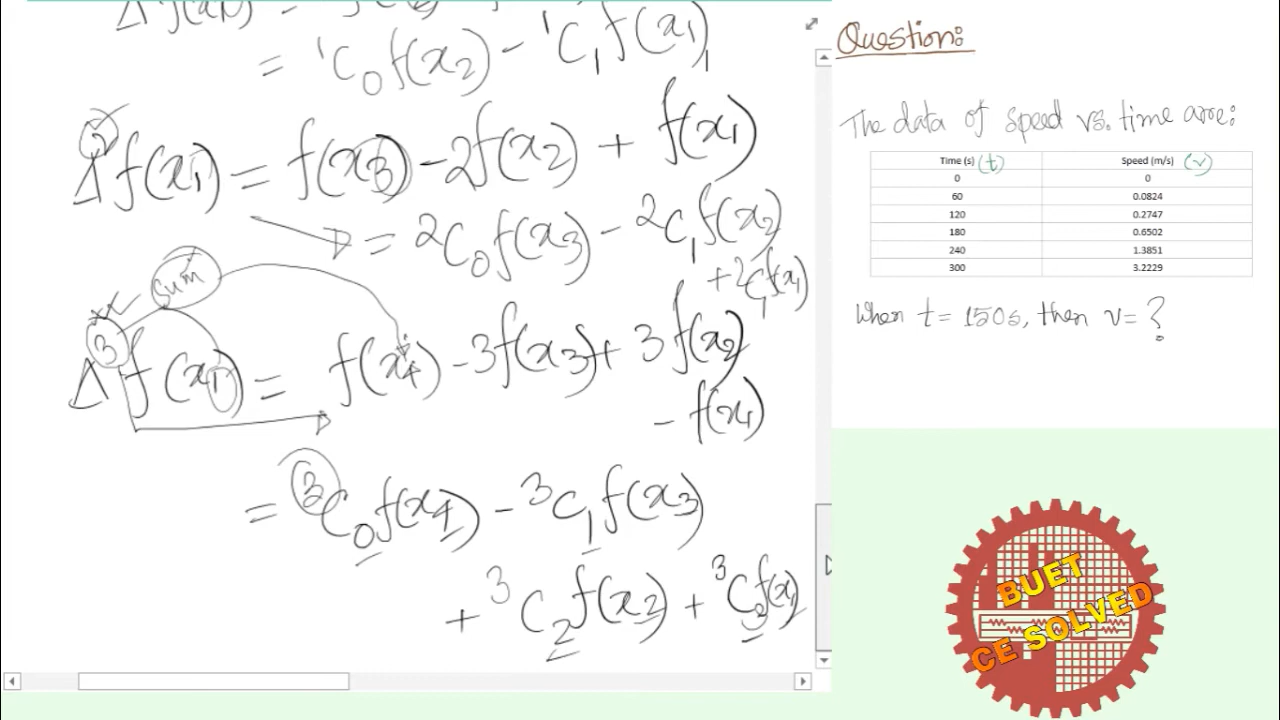 Δ f(x1) =
= ¹C₀f(x₂) - ¹C₁f(x₁)
Δ²f(x₁) = f(x₃) - 2f(x₂) + f(x₁)
= ²C₀f(x₃) - ²C₁f(x₂)
+ ²C₁f(x₁)
sum
Δ³f(x₁) = f(x₄) - 3f(x₃) + 3f(x₂)
- f(x₁)
= ³C₀f(x₄) - ³C₁f(x₃)
+ ³C₂f(x₂) + ³C₃f(x₁)
Question:
The data of speed vs. time are:
Time (s) (t) Speed (m/s) (v)
0 0
60 0.0824
120 0.2747
180 0.6502
240 1.3851
300 3.2229
When t = 150s, then v = ?
BUET
CE SOLVED